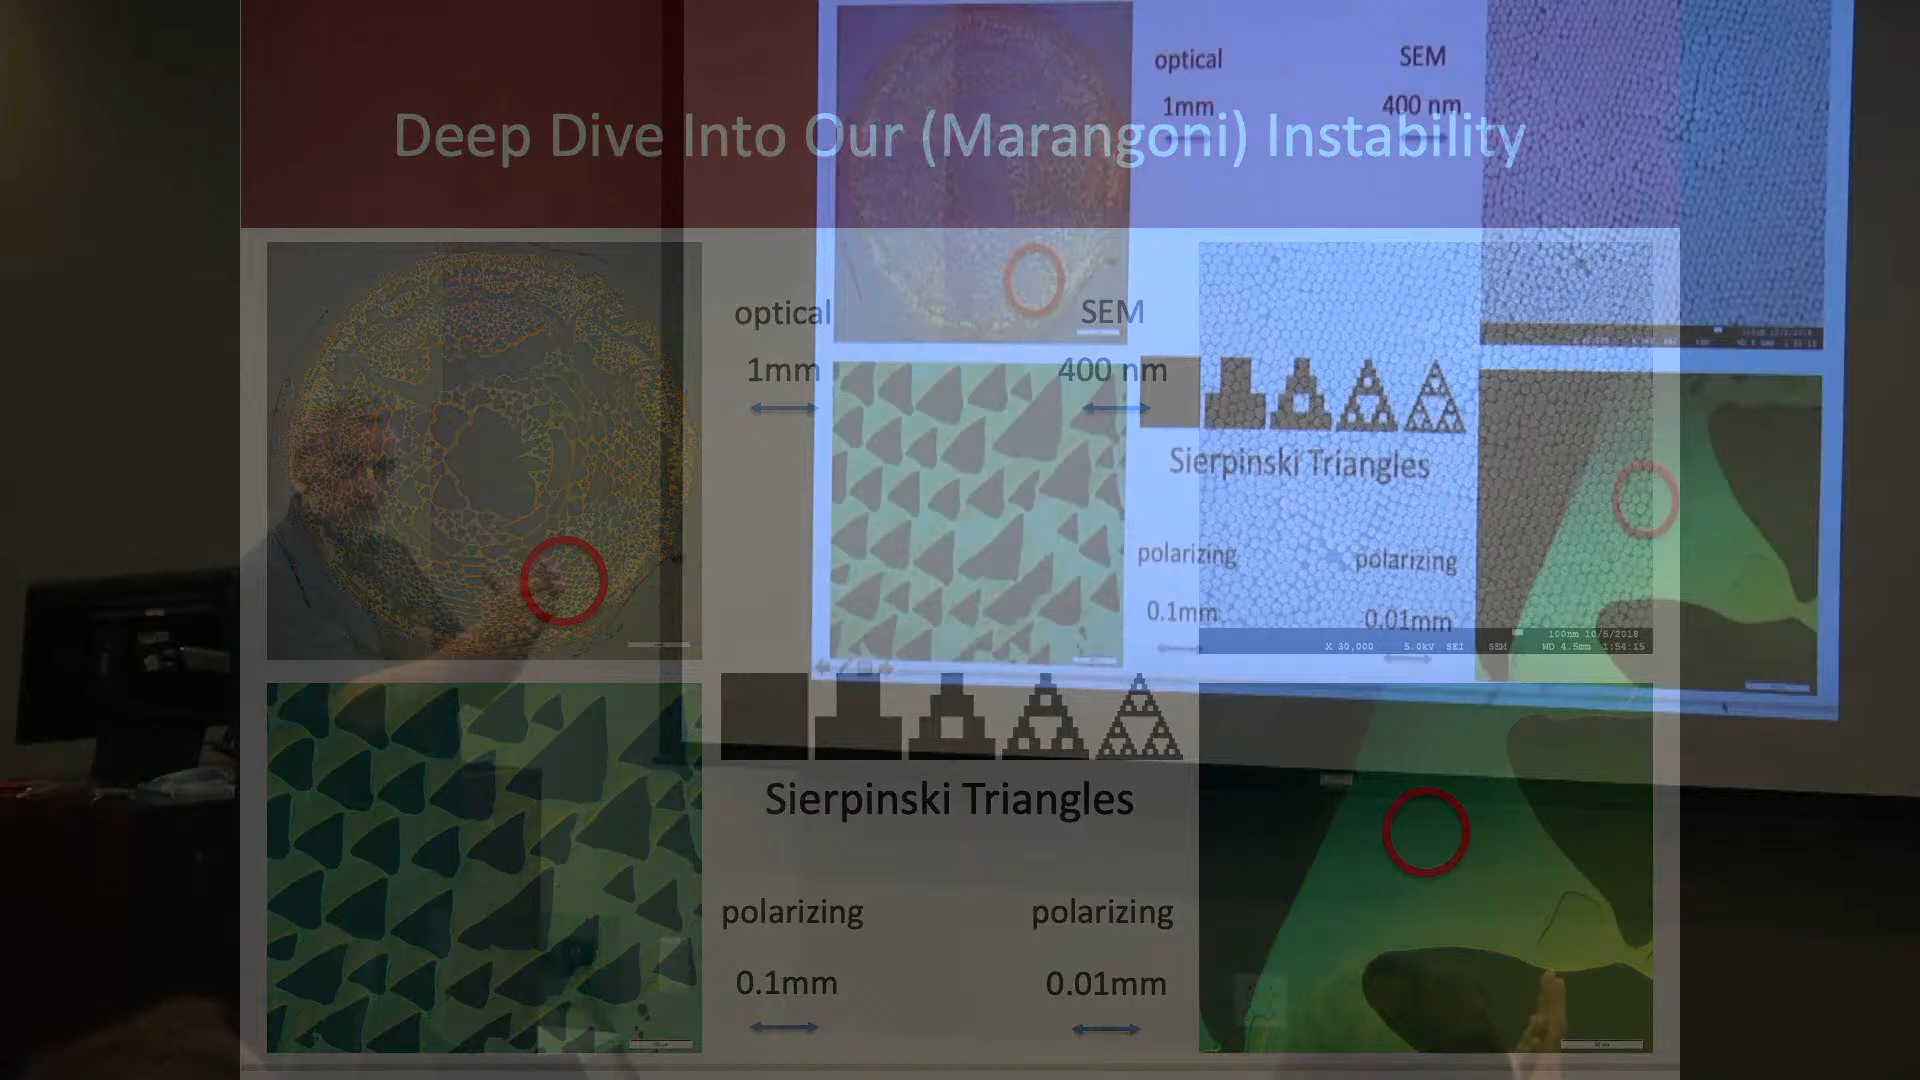 Deep Dive Into Our (Marangoni) Instability
optical
1mm
SEM
400 nm
optical
1mm
SEM
400 nm
Sierpinski Triangles
polarizing
0.1mm
polarizing
0.01mm
X 30,000 5.0kV SEI SEM
100nm 10/5/2018
WD 4.5mm 1:54:15
Sierpinski Triangles
polarizing
0.1mm
polarizing
0.01mm